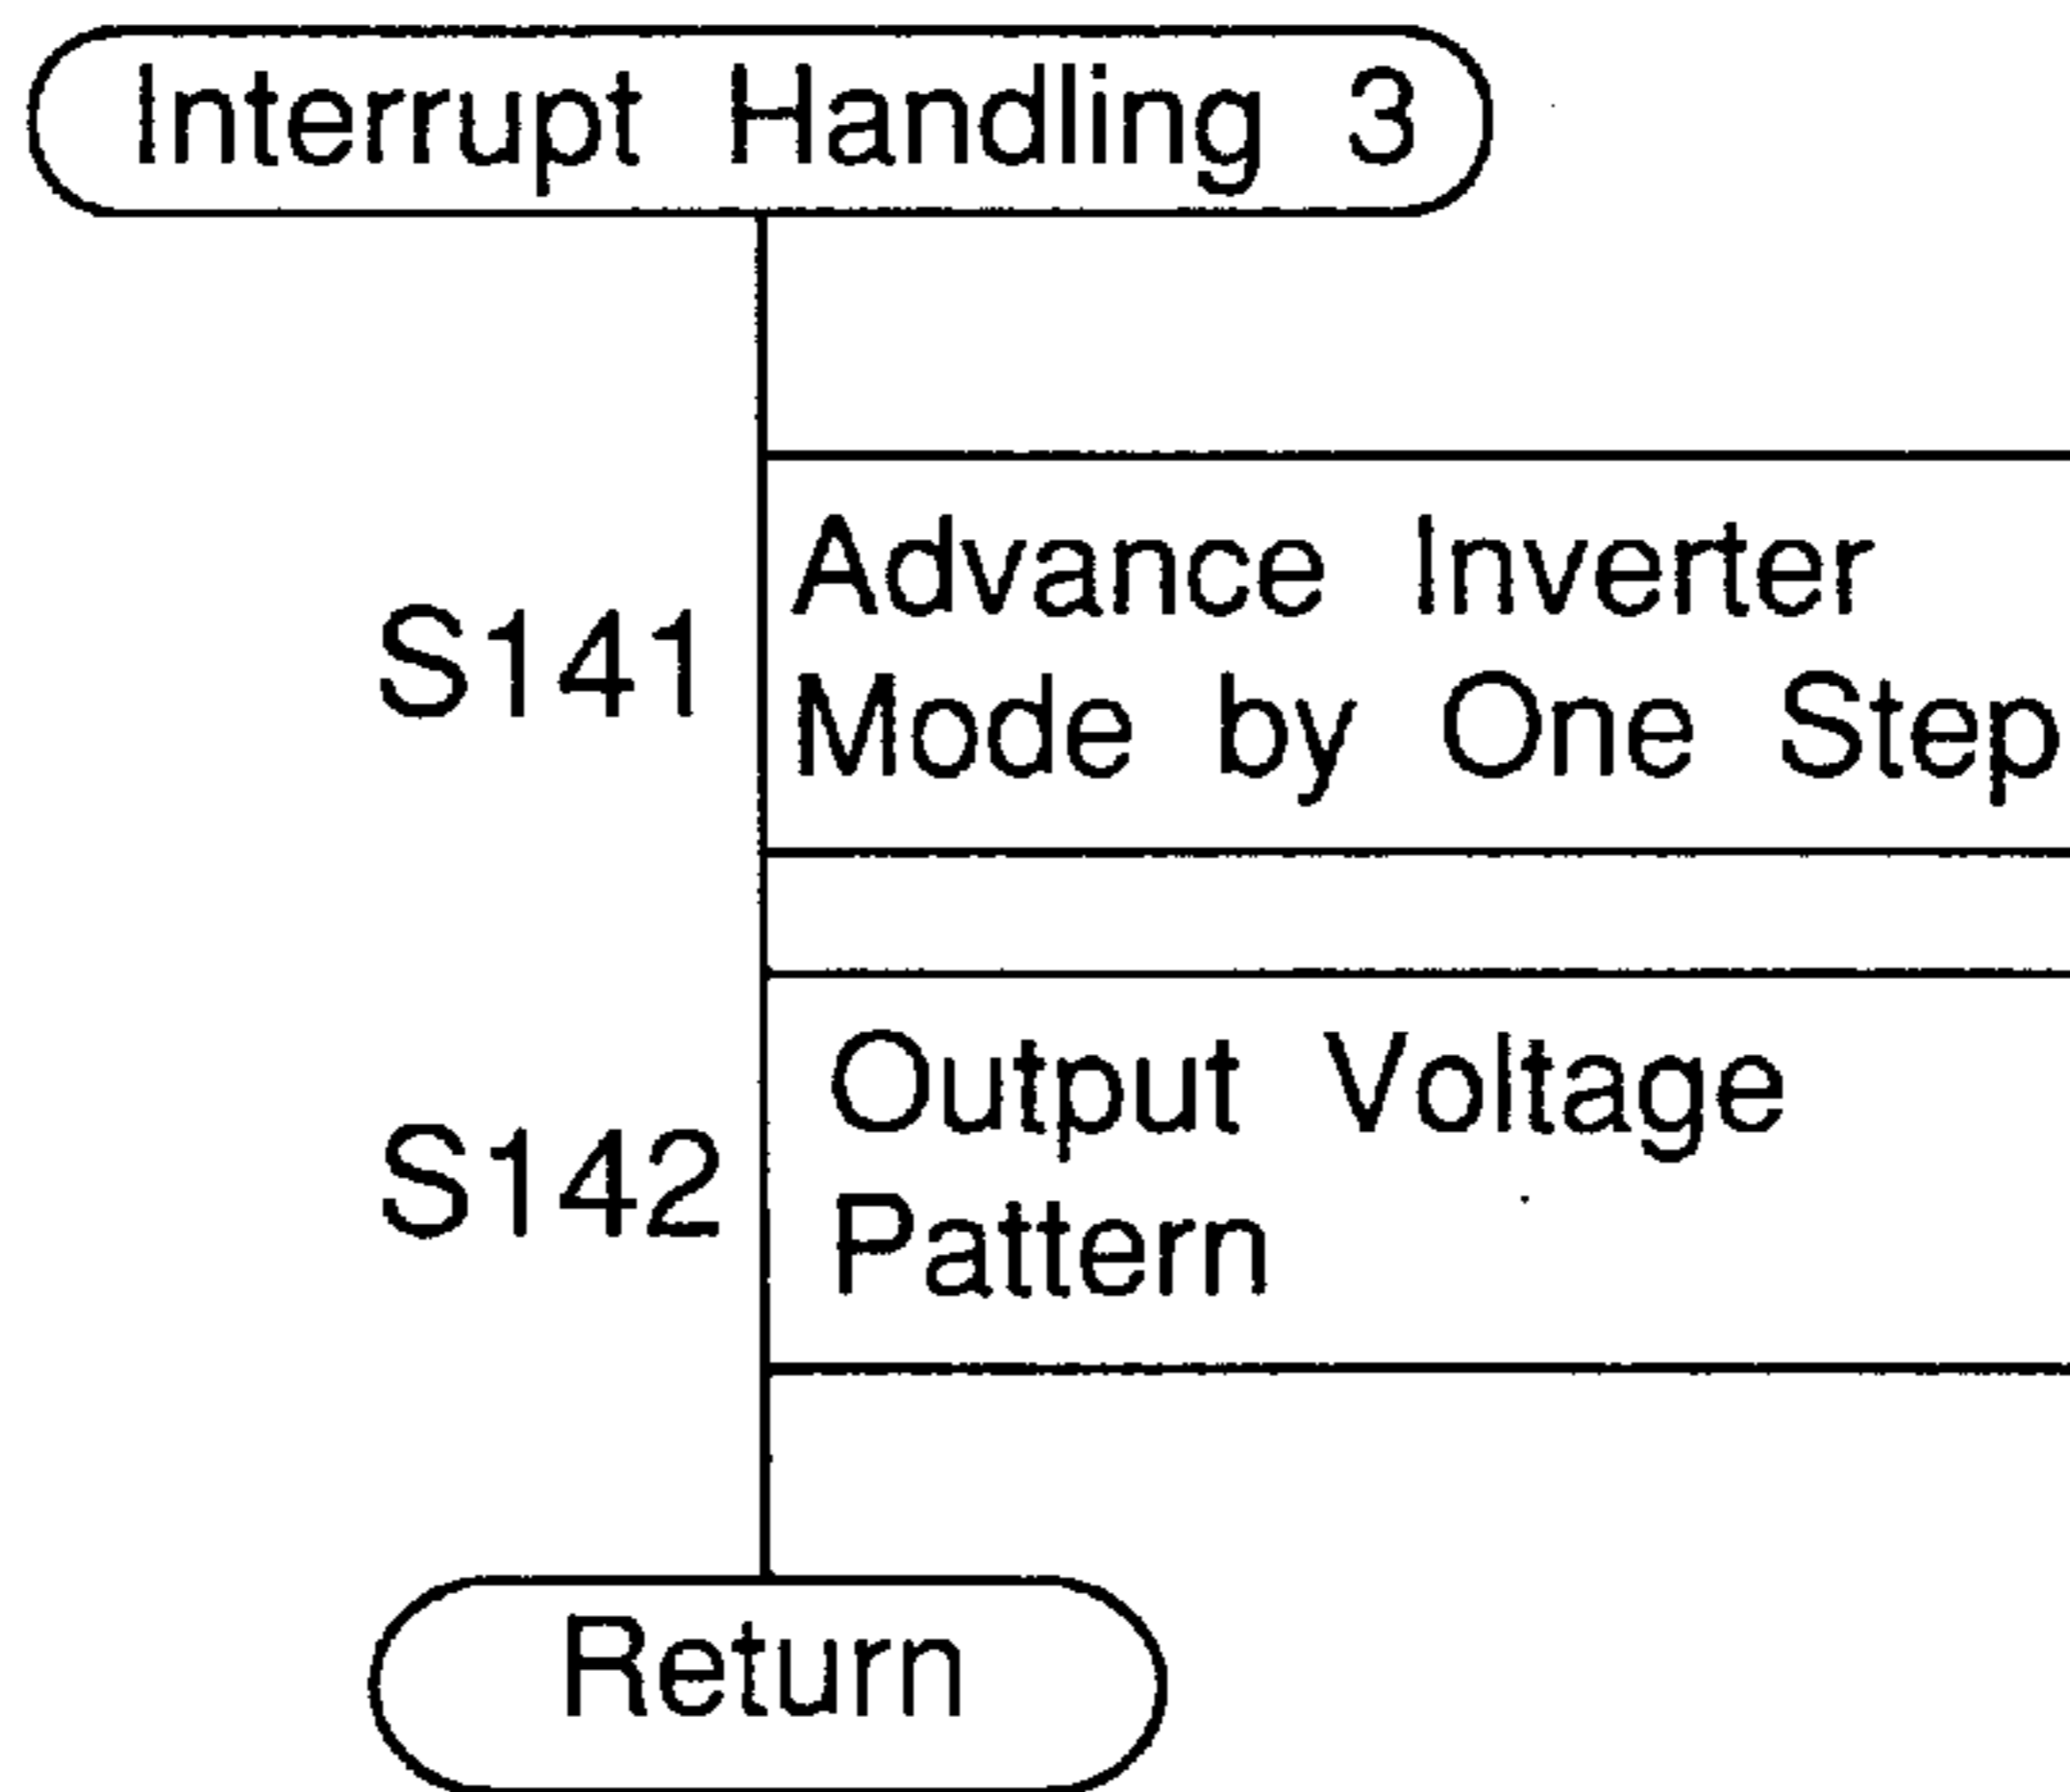 Interrupt Handling 3
S141
Advance Inverter
Mode by One Step
S142
Output Voltage
Pattern
Return